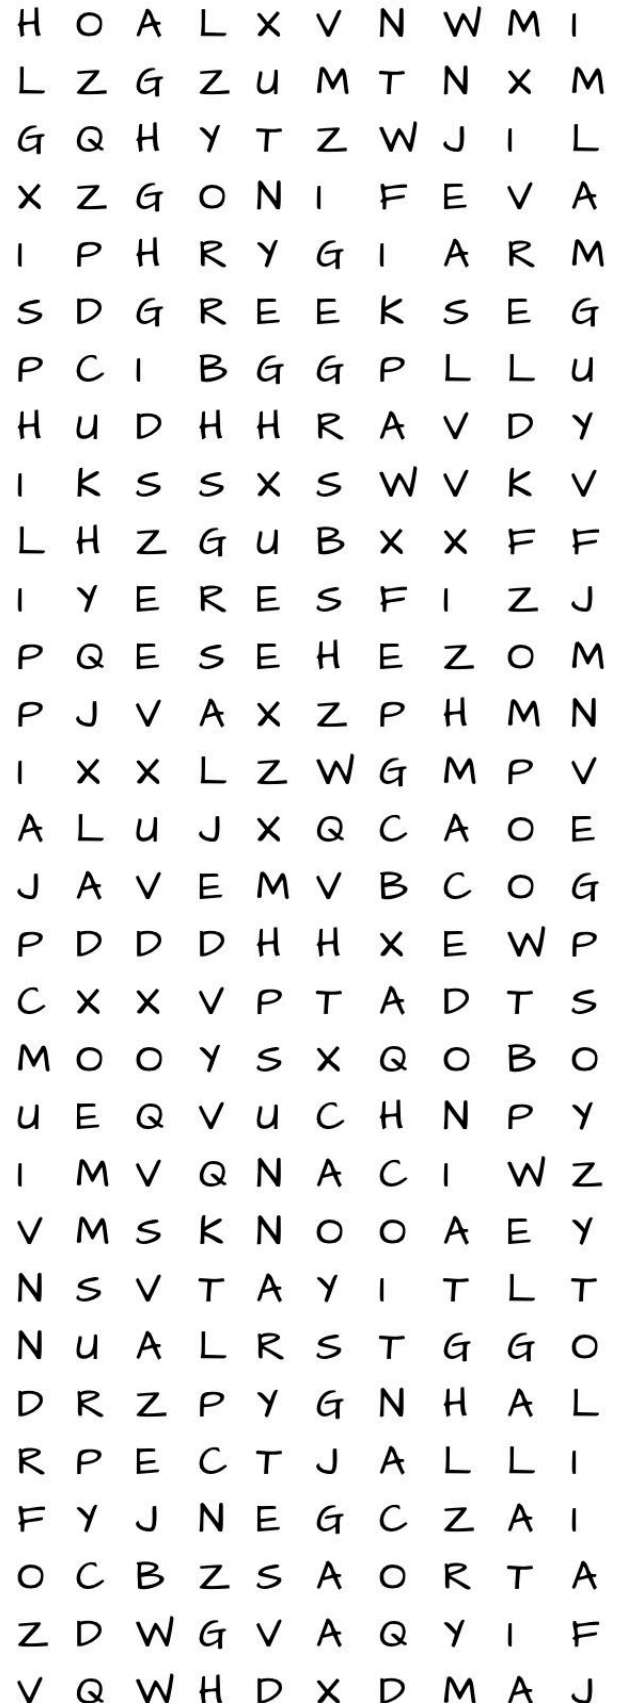 H O A L X V N W M I
L Z G Z U M T N X M
G Q H Y T Z W J I L
X Z G O N I F E V A
I P H R Y G I A R M
S D G R E E K S E G
P C I B G G P L L U
H U D H H R A V D Y
I K S S X S W V K V
L H Z G U B X X F F
I Y E R E S F I Z J
P Q E S E H E Z O M
P J V A X Z P H M N
I X X L Z W G M P V
A L U J X Q C A O E
J A V E M V B C O G
P D D D H H X E W P
C X X V P T A D T S
M O O Y S X Q O B O
U E Q V U C H N P Y
I M V Q N A C I W Z
V M S K N O O A E Y
N S V T A Y I T L T
N U A L R S T G G O
D R Z P Y G N H A L
R P E C T J A L L I
F Y J N E G C Z A I
O C B Z S A O R T A
Z D W G V A Q Y I F
V Q W H D X D M A J